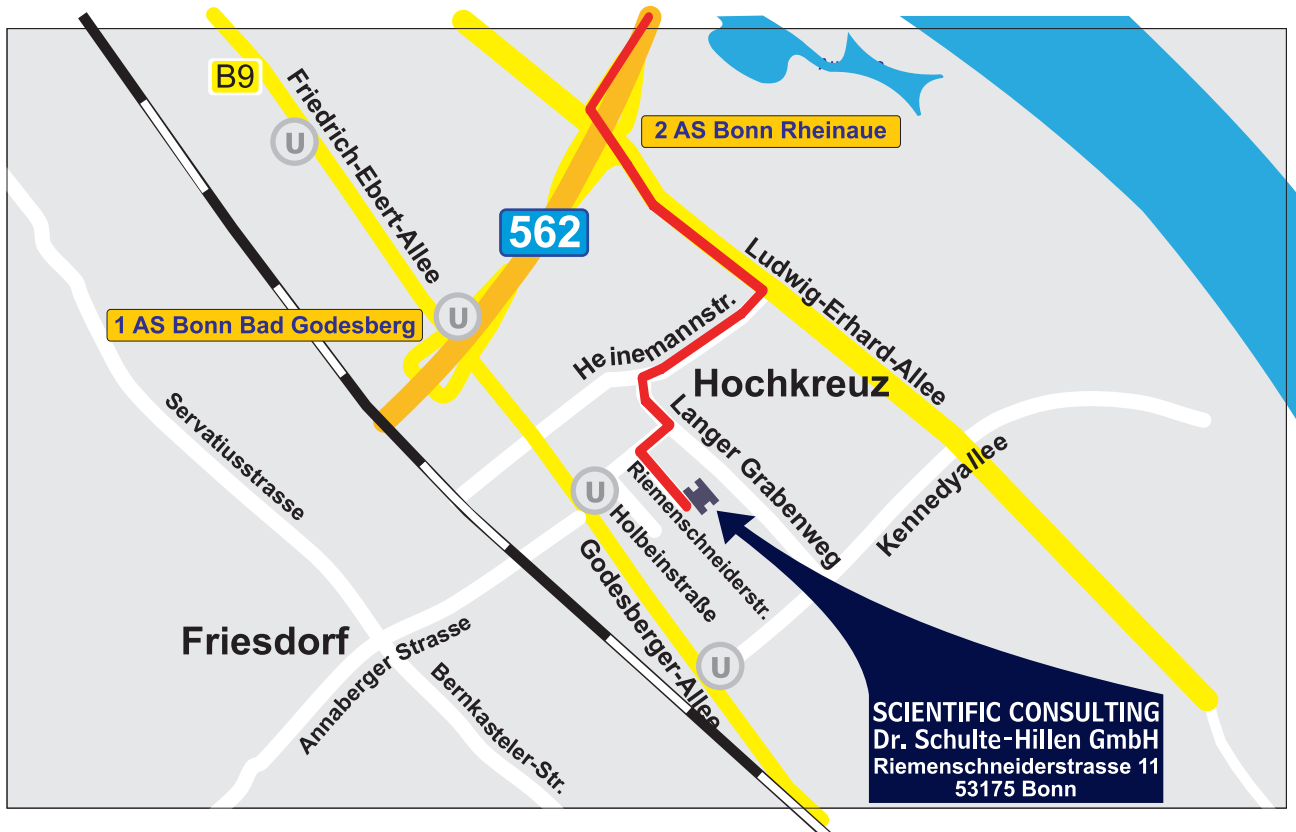 B9
Friedrich-Ebert-Allee
U
2 AS Bonn Rheinaue
562
Ludwig-Erhard-Allee
1 AS Bonn Bad Godesberg
U
Heinemannstr.
Hochkreuz
Servatiusstrasse
Langer Grabenweg
Kennedyallee
U
Riemenschneiderstr.
Holbeinstraße
Godesberger-Allee
Friesdorf
Annaberger Strasse
Bernkasteler-Str.
U
SCIENTIFIC CONSULTING
Dr. Schulte-Hillen GmbH
Riemenschneiderstrasse 11
53175 Bonn